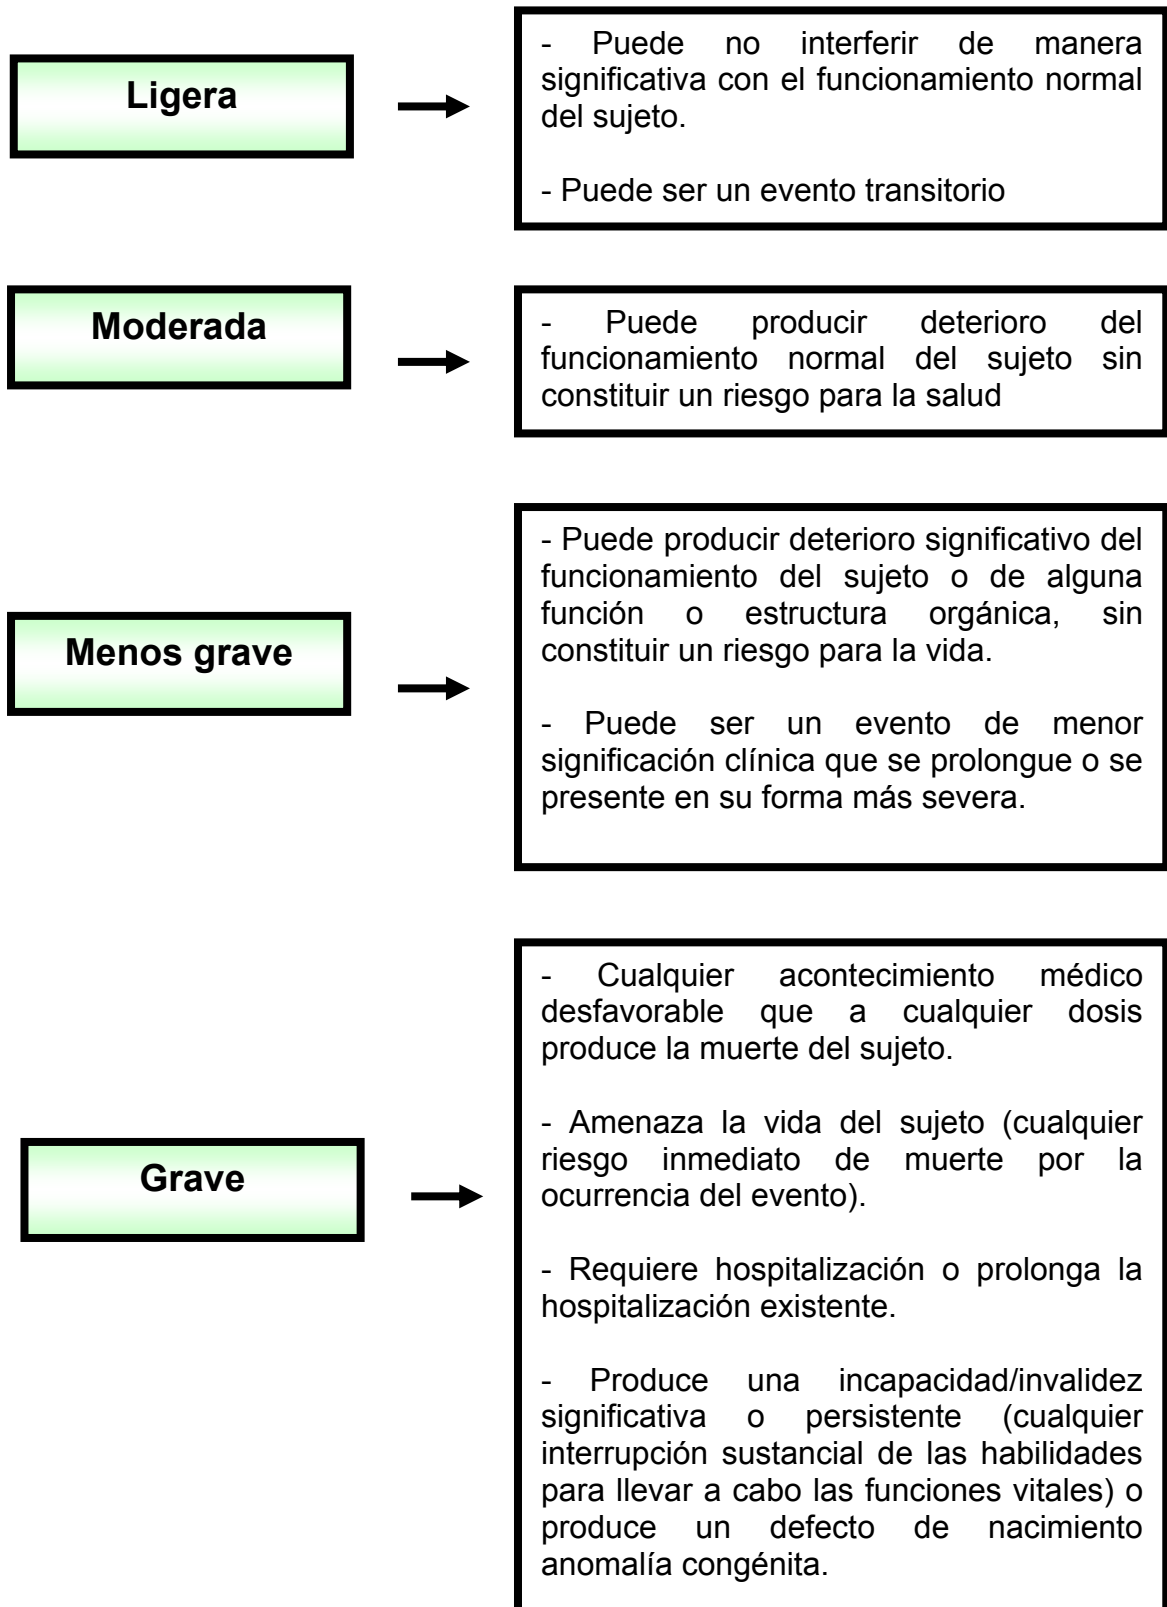 Ligera
- Puede no interferir de manera
significativa con el funcionamiento normal
del sujeto.
- Puede ser un evento transitorio
Moderada
- Puede producir deterioro del
funcionamiento normal del sujeto sin
constituir un riesgo para la salud
Menos grave
- Puede producir deterioro significativo del
funcionamiento del sujeto o de alguna
función o estructura orgánica, sin
constituir un riesgo para la vida.
- Puede ser un evento de menor
significación clínica que se prolongue o se
presente en su forma más severa.
Grave
- Cualquier acontecimiento médico
desfavorable que a cualquier dosis
produce la muerte del sujeto.
- Amenaza la vida del sujeto (cualquier
riesgo inmediato de muerte por la
ocurrencia del evento).
- Requiere hospitalización o prolonga la
hospitalización existente.
- Produce una incapacidad/invalidez
significativa o persistente (cualquier
interrupción sustancial de las habilidades
para llevar a cabo las funciones vitales) o
produce un defecto de nacimiento
anomalía congénita.